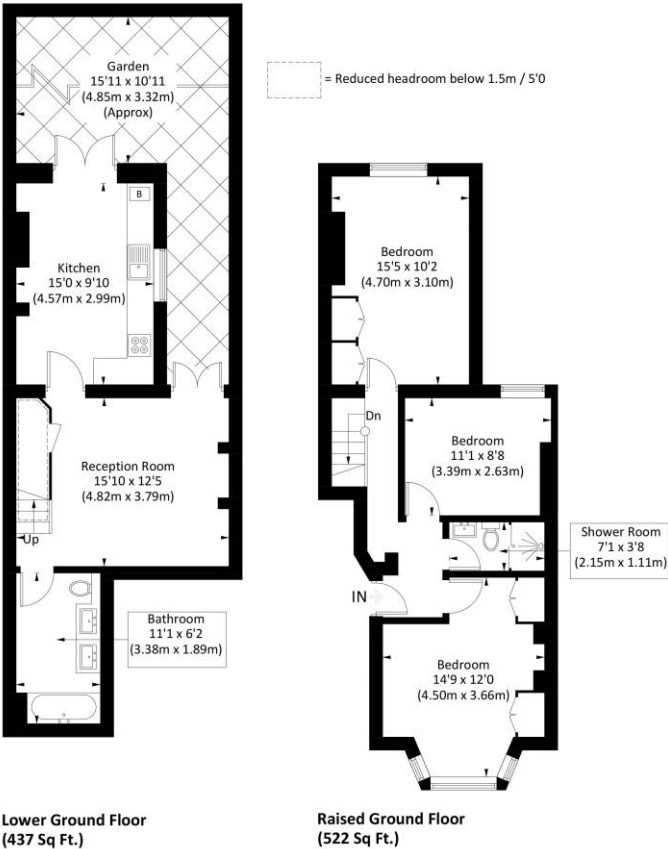 Garden
15'11 x 10'11
(4.85m x 3.32m)
(Approx)
= Reduced headroom below 1.5m / 5'0
B
Kitchen
15'0 x 9'10
(4.57m x 2.99m)
Bedroom
15'5 x 10'2
(4.70m x 3.10m)
Dn
Bedroom
11'1 x 8'8
(3.39m x 2.63m)
Reception Room
15'10 x 12'5
(4.82m x 3.79m)
Up
Shower Room
7'1 x 3'8
(2.15m x 1.11m)
IN
Bathroom
11'1 x 6'2
(3.38m x 1.89m)
Bedroom
14'9 x 12'0
(4.50m x 3.66m)
Lower Ground Floor
(437 Sq Ft.)
Raised Ground Floor
(522 Sq Ft.)